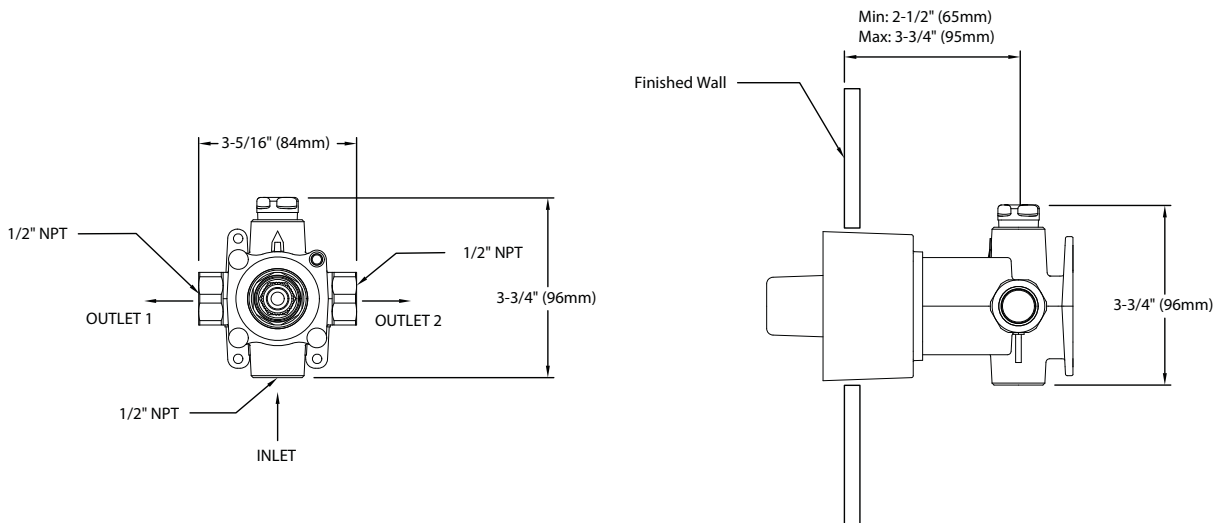 3-5/16" (84mm)
1/2" NPT
1/2" NPT
OUTLET 1
OUTLET 2
3-3/4" (96mm)
1/2" NPT
INLET
Min: 2-1/2" (65mm)
Max: 3-3/4" (95mm)
Finished Wall
3-3/4" (96mm)